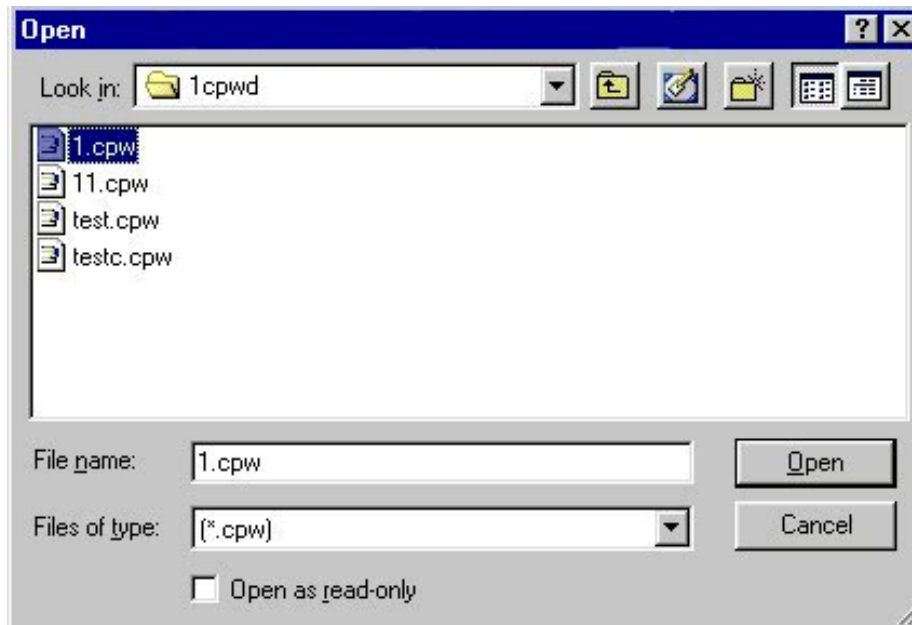 Open
Look in: 1cpwd
1.cpw
11.cpw
test.cpw
testc.cpw
File name: 1.cpw Open
Files of type: (*.cpw) Cancel
Open as read-only